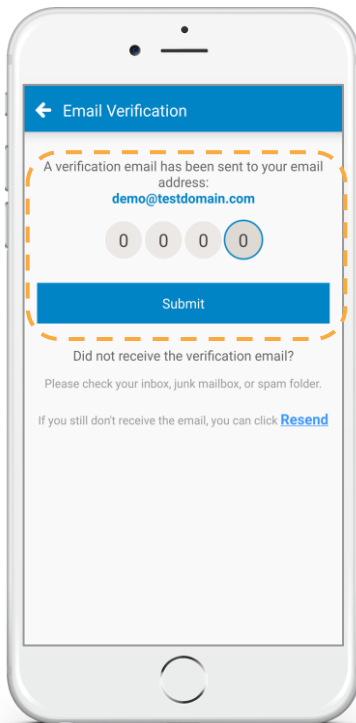 Email Verification
A verification email has been sent to your email
address:
demo@testdomain.com
0 0 0 0
Submit
Did not receive the verification email?
Please check your inbox, junk mailbox, or spam folder.
If you still don't receive the email, you can click Resend